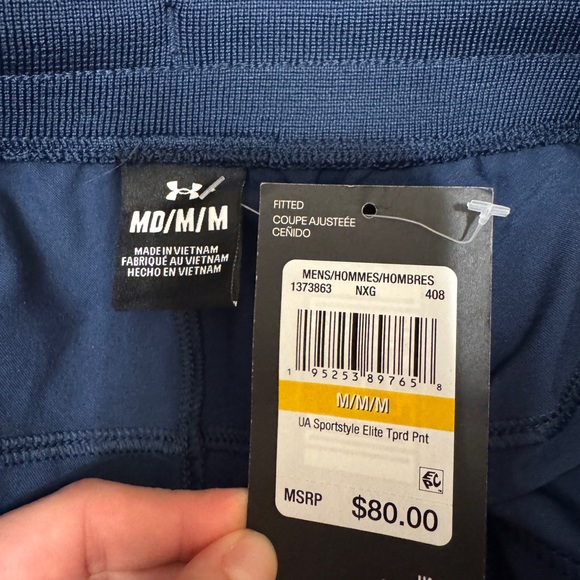 MD/M/M
MADE IN VIETNAM
FABRIQUÉ AU VIETNAM
HECHO EN VIETNAM
FITTED
COUPE AJUSTEÉE
CEÑIDO
MENS/HOMMES/HOMBRES
1373863 NXG 408
1 95253 89765 8
M/M/M
UA Sportstyle Elite Tprd Pnt
EPC
MSRP $80.00